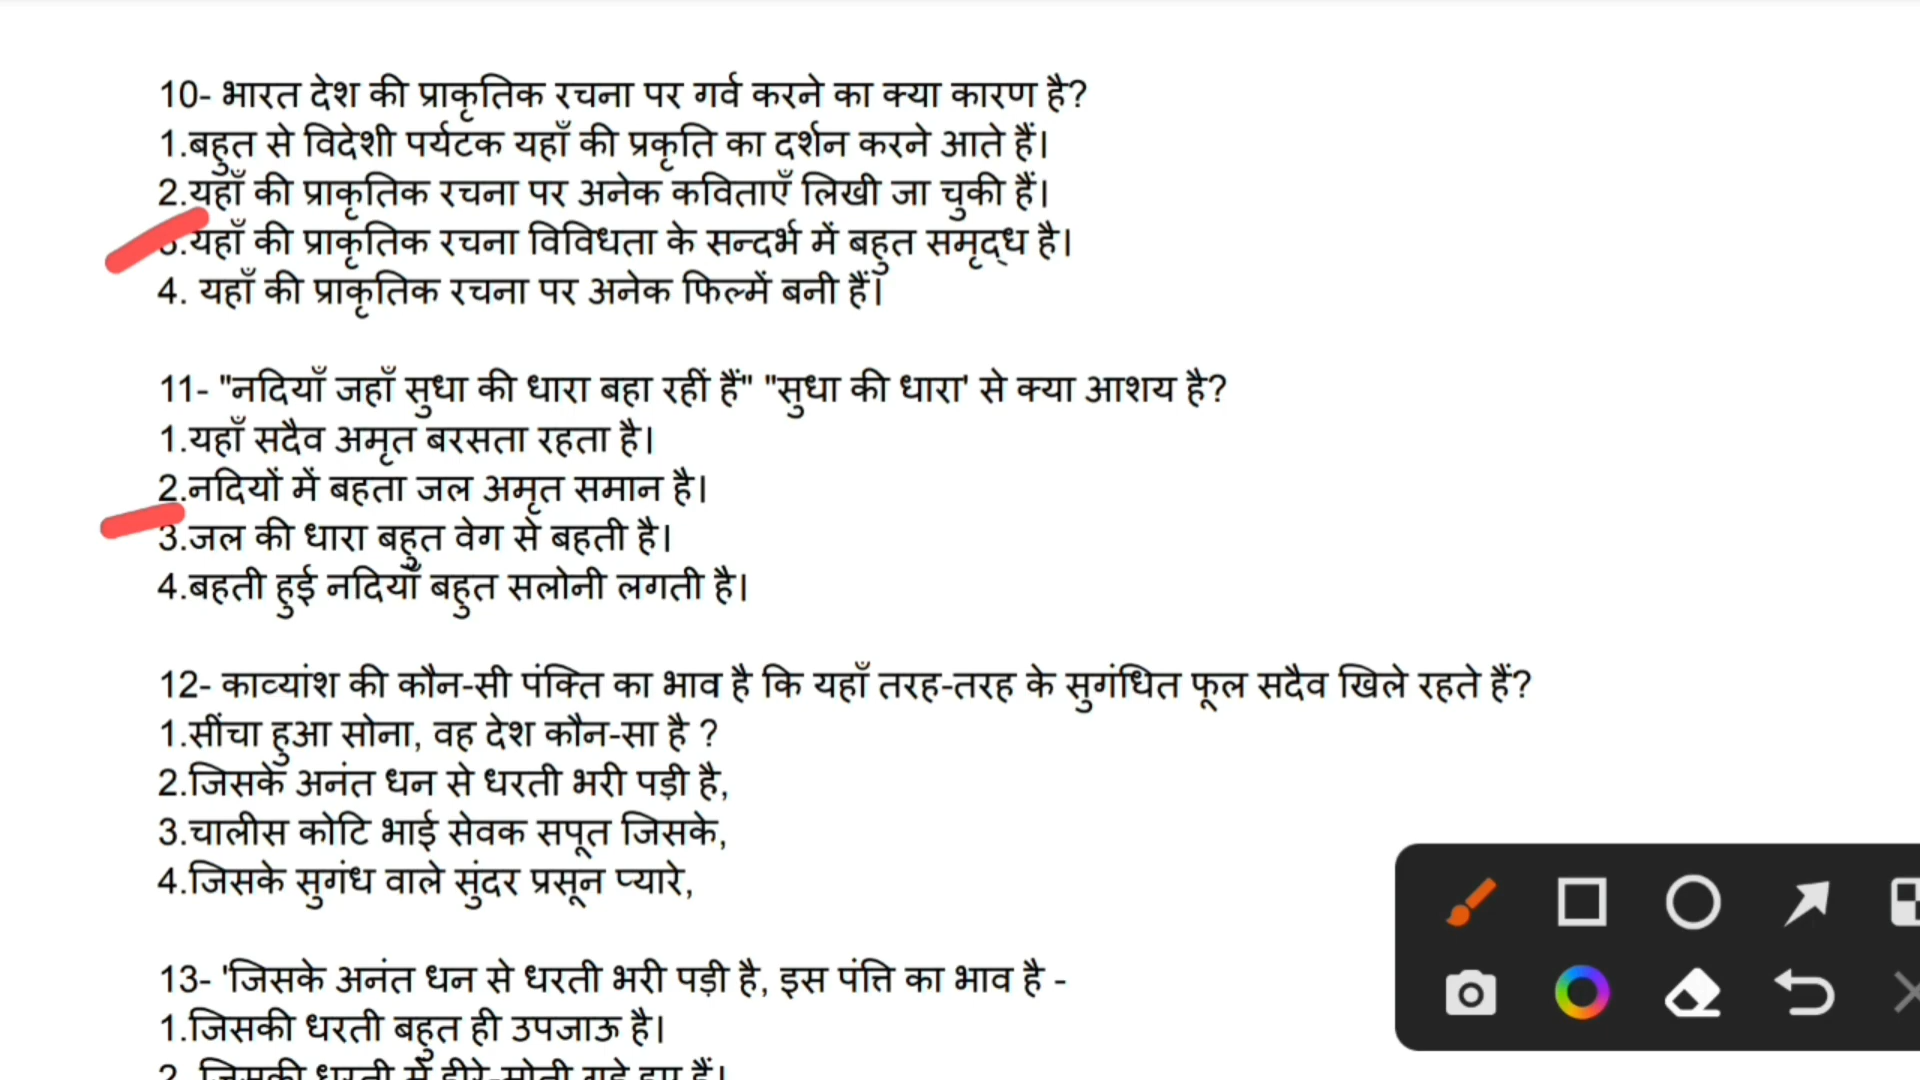 10- भारत देश की प्राकृतिक रचना पर गर्व करने का क्या कारण है?
1.बहुत से विदेशी पर्यटक यहाँ की प्रकृति का दर्शन करने आते हैं।
2.यहाँ की प्राकृतिक रचना पर अनेक कविताएँ लिखी जा चुकी हैं।
3.यहाँ की प्राकृतिक रचना विविधता के सन्दर्भ में बहुत समृद्ध है।
4. यहाँ की प्राकृतिक रचना पर अनेक फिल्में बनी हैं।
11- "नदियाँ जहाँ सुधा की धारा बहा रहीं हैं" "सुधा की धारा' से क्या आशय है?
1.यहाँ सदैव अमृत बरसता रहता है।
2.नदियों में बहता जल अमृत समान है।
3.जल की धारा बहुत वेग से बहती है।
4.बहती हुई नदियाँ बहुत सलोनी लगती है।
12- काव्यांश की कौन-सी पंक्ति का भाव है कि यहाँ तरह-तरह के सुगंधित फूल सदैव खिले रहते हैं?
1.सींचा हुआ सोना, वह देश कौन-सा है ?
2.जिसके अनंत धन से धरती भरी पड़ी है,
3.चालीस कोटि भाई सेवक सपूत जिसके,
4.जिसके सुगंध वाले सुंदर प्रसून प्यारे,
13- 'जिसके अनंत धन से धरती भरी पड़ी है, इस पंत्ति का भाव है -
1.जिसकी धरती बहुत ही उपजाऊ है।
2. जिसकी धरती में हीरे-मोती गड़े हुए हैं।